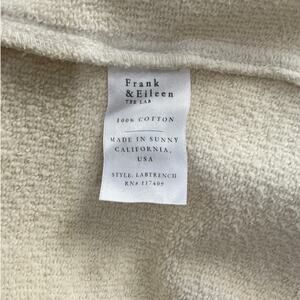 Frank
& Eileen
THE LAB
100% COTTON
MADE IN SUNNY
CALIFORNIA,
USA
STYLE: LABTRENCH
RN# 117409